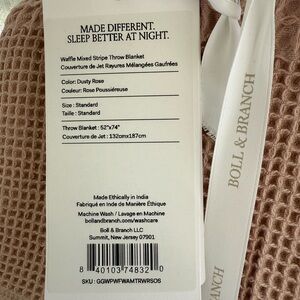 MADE DIFFERENT.
SLEEP BETTER AT NIGHT.
Waffle Mixed Stripe Throw Blanket
Couverture de Jet Rayures Mélangées Gaufrées
Color: Dusty Rose
Couleur: Rose Poussiéreuse
Size : Standard
Taille : Standard
Throw Blanket : 52"x74"
Couverture de Jet : 132cmx187cm
Made Ethically in India
Fabriqué en Inde de Manière Éthique
Machine Wash / Lavage en Machine
bollandbranch.com/washcare
Boll & Branch LLC
Summit, New Jersey 07901
8 40103 74832 0
SKU : GGWPWFWAMTRWRSOS
BOLL & BRANCH
BRANCH